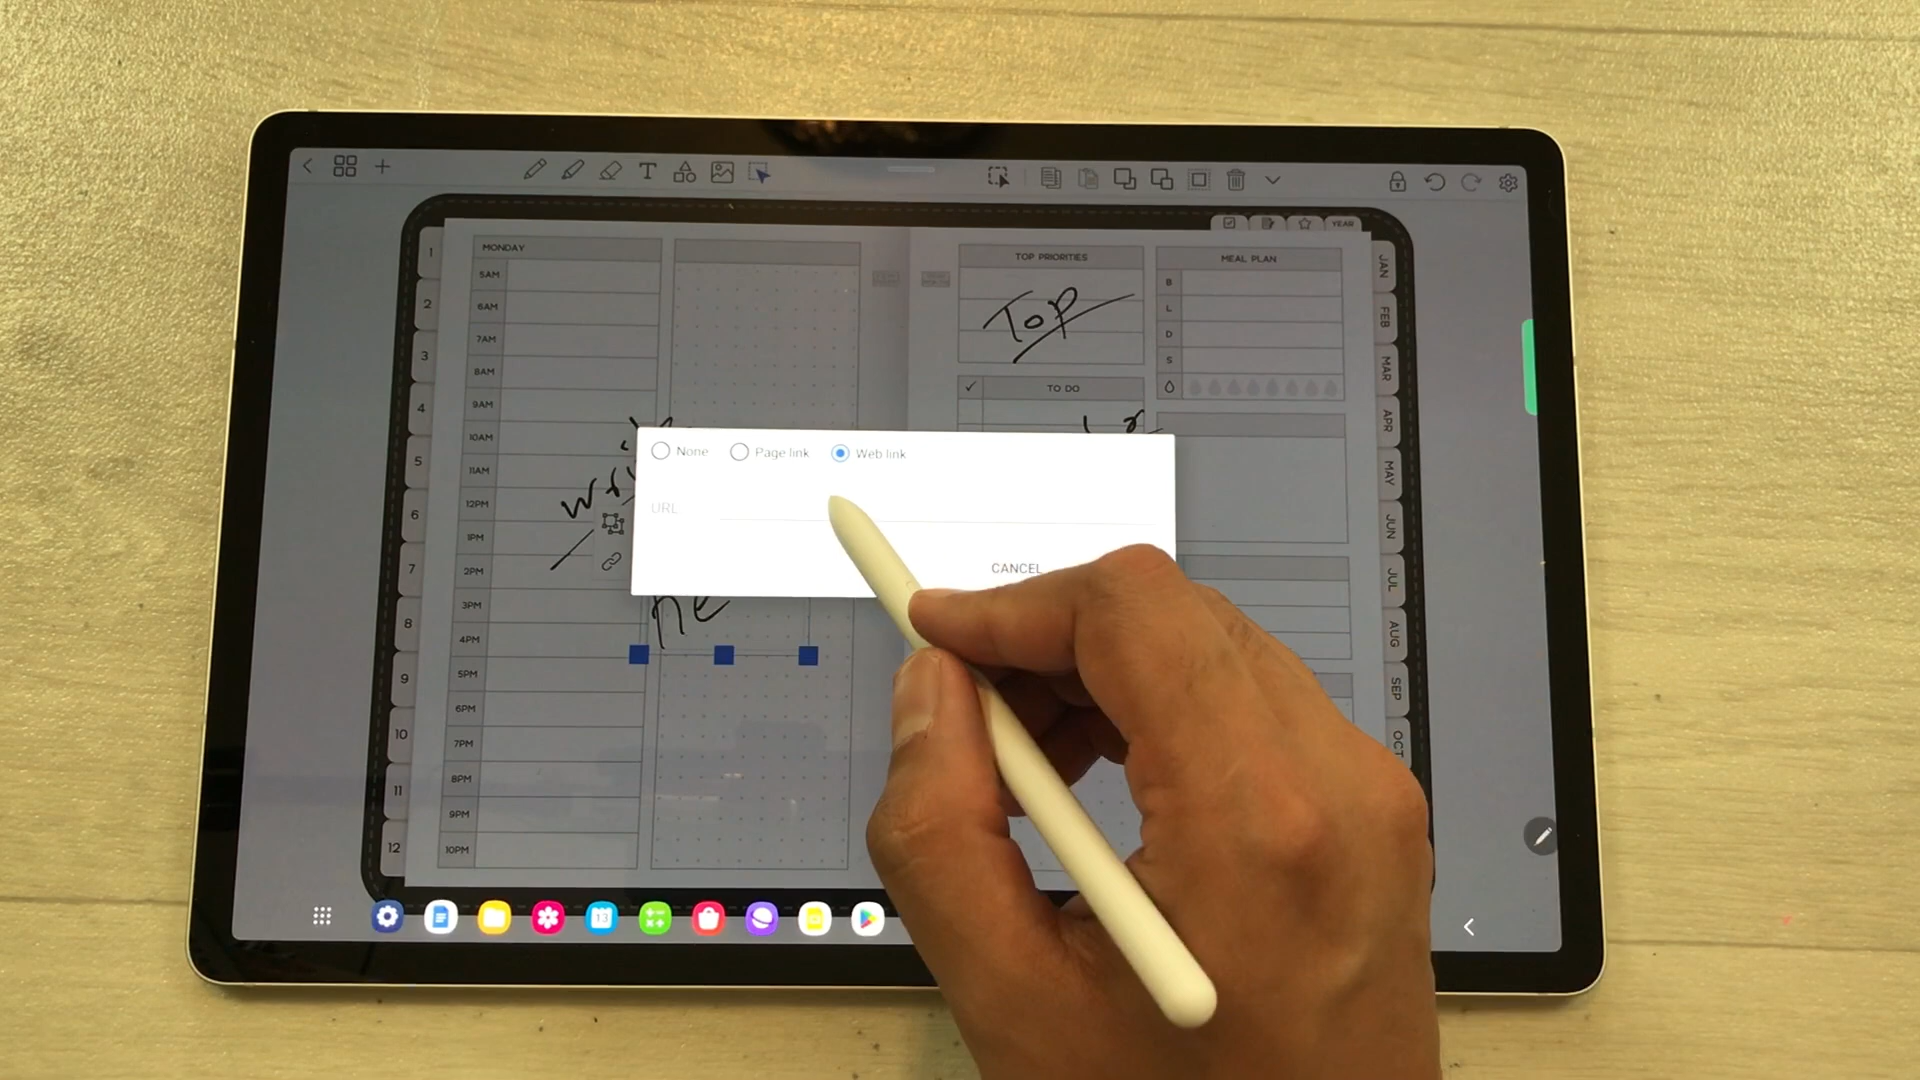 T
YEAR
MONDAY
TOP PRIORITIES
MEAL PLAN
1
2
3
4
5
6
7
8
9
10
11
12
5AM
6AM
7AM
8AM
9AM
10AM
11AM
12PM
1PM
2PM
3PM
4PM
5PM
6PM
7PM
8PM
9PM
10PM
TOP
B
L
D
S
TO DO
JAN
FEB
MAR
APR
MAY
JUN
JUL
AUG
SEP
OCT
None
Page link
Web link
URL
CANCEL
13